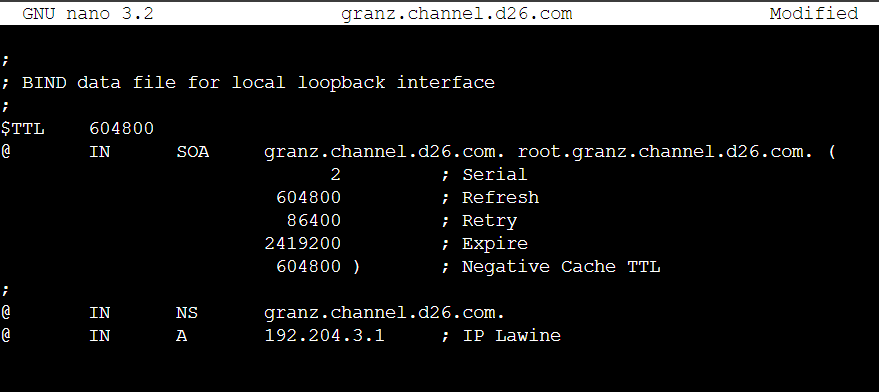 GNU nano 3.2 granz.channel.d26.com Modified
;
; BIND data file for local loopback interface
;
$TTL 604800
@ IN SOA granz.channel.d26.com. root.granz.channel.d26.com. (
2 ; Serial
604800 ; Refresh
86400 ; Retry
2419200 ; Expire
604800 ) ; Negative Cache TTL
;
@ IN NS granz.channel.d26.com.
@ IN A 192.204.3.1 ; IP Lawine